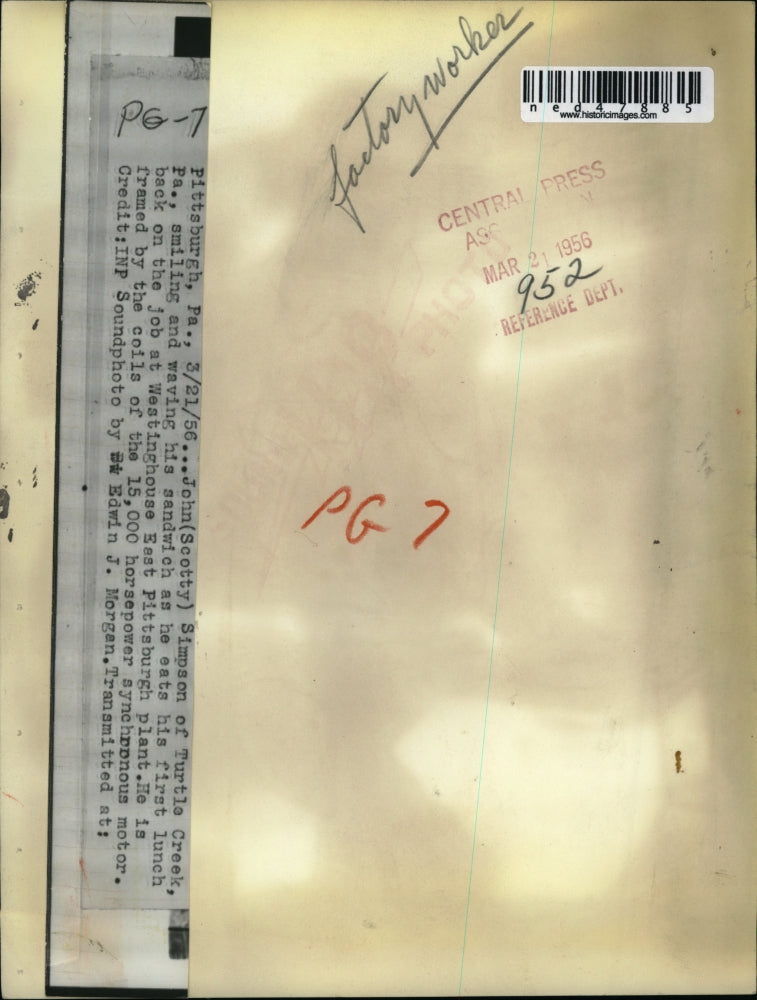 factory worker
ned47885
www.historicimages.com
CENTRAL PRESS
MAR 21 1956
952
REFERENCE DEPT.
PG 7
PG-7
Pittsburgh, Pa., 3/21/56...John(Scotty) Simpson of Turtle Creek,
Pa., smiling and waving his sandwich as he eats his first lunch
back on the job at Westinghouse East Pittsburgh plant.He is
framed by the coils of the 15,000 horsepower synchronous motor.
Credit:INP Soundphoto by Edwin J. Morgan.Transmitted at: